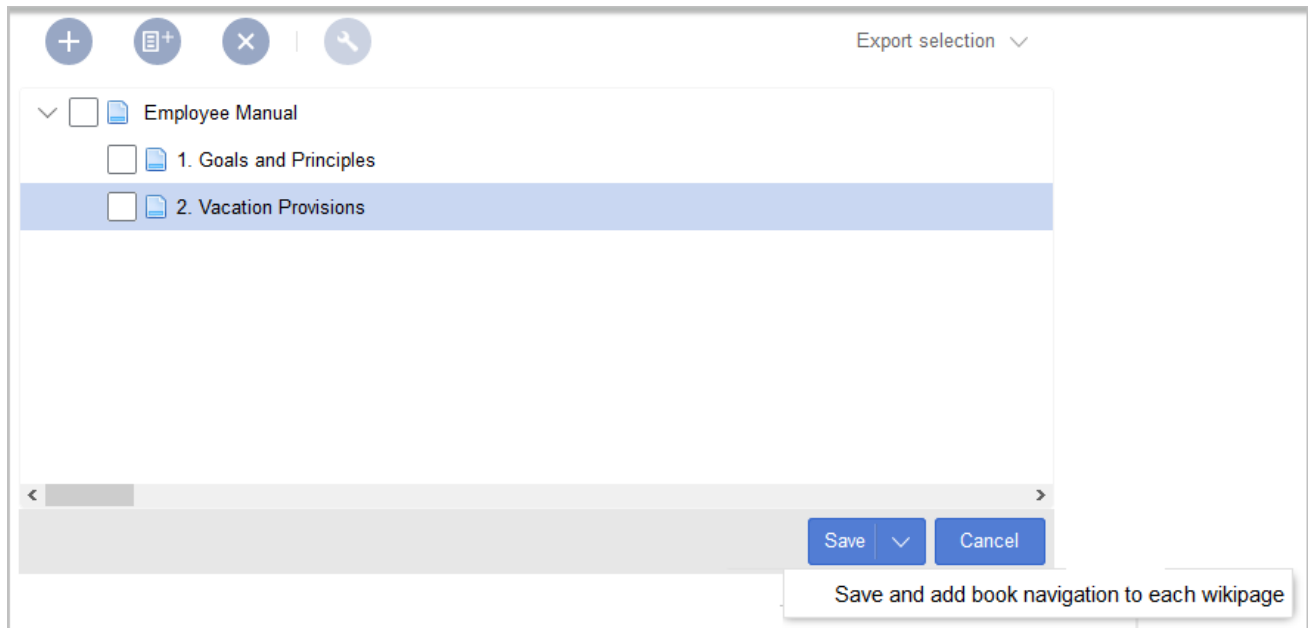 Export selection
Employee Manual
1. Goals and Principles
2. Vacation Provisions
Save
Cancel
Save and add book navigation to each wikipage